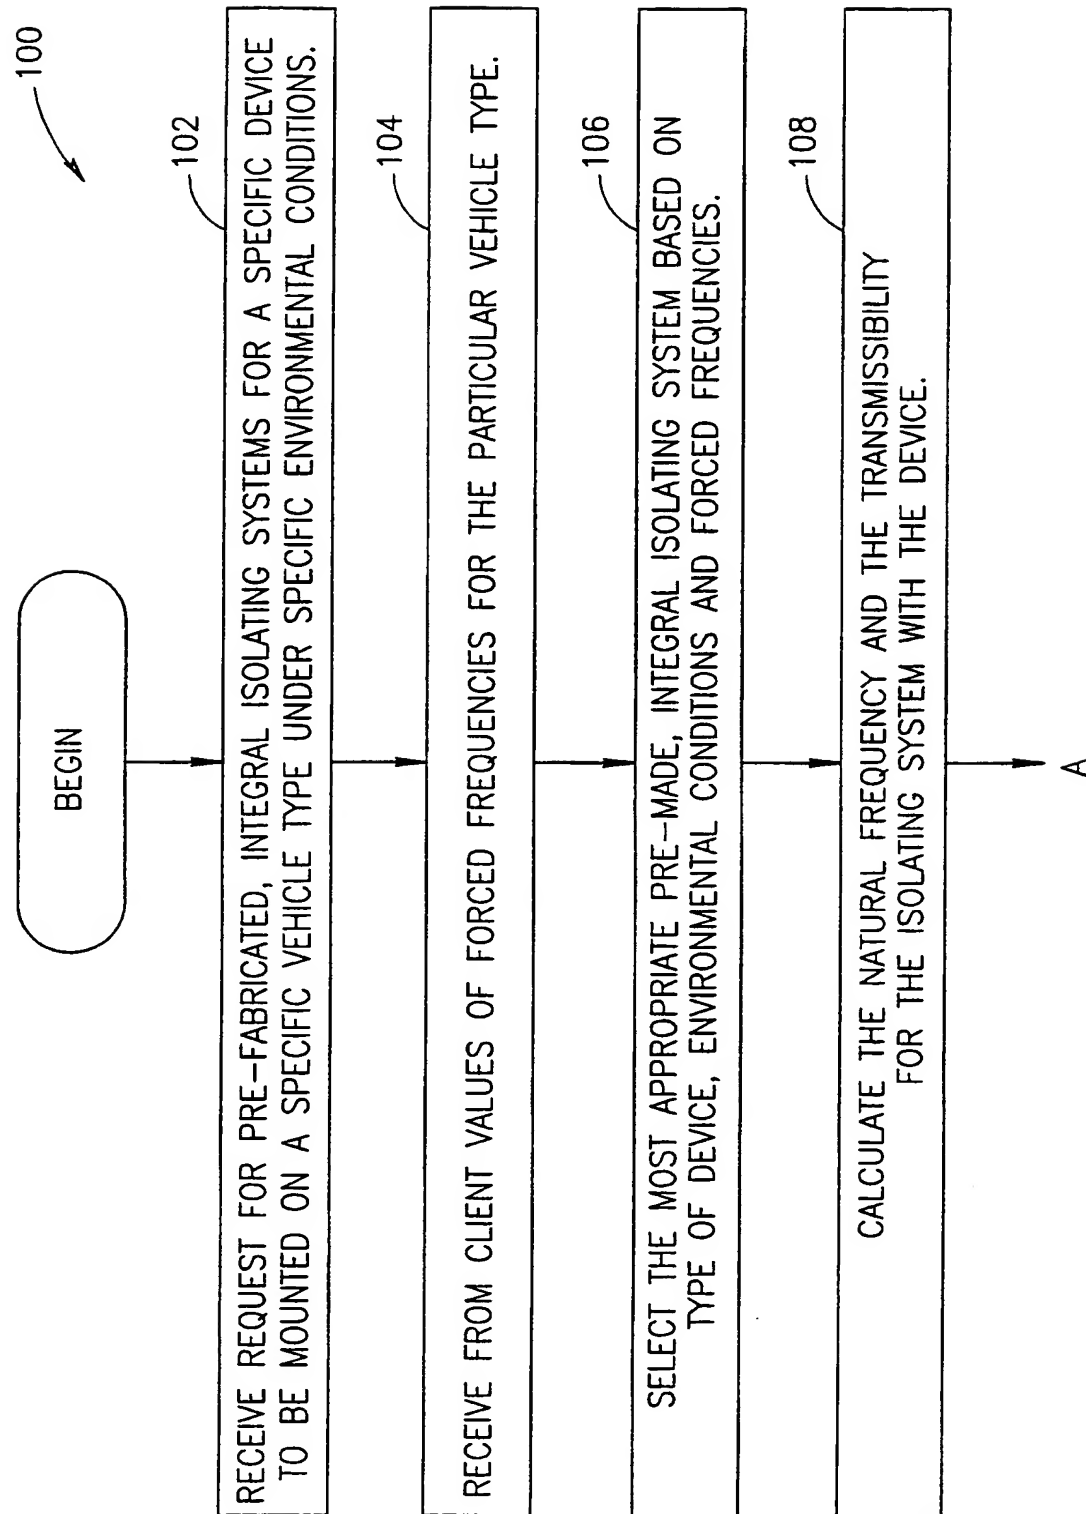 100
BEGIN
102
RECEIVE REQUEST FOR PRE-FABRICATED, INTEGRAL ISOLATING SYSTEMS FOR A SPECIFIC DEVICE
TO BE MOUNTED ON A SPECIFIC VEHICLE TYPE UNDER SPECIFIC ENVIRONMENTAL CONDITIONS.
104
RECEIVE FROM CLIENT VALUES OF FORCED FREQUENCIES FOR THE PARTICULAR VEHICLE TYPE.
106
SELECT THE MOST APPROPRIATE PRE-MADE, INTEGRAL ISOLATING SYSTEM BASED ON
TYPE OF DEVICE, ENVIRONMENTAL CONDITIONS AND FORCED FREQUENCIES.
108
CALCULATE THE NATURAL FREQUENCY AND THE TRANSMISSIBILITY
FOR THE ISOLATING SYSTEM WITH THE DEVICE.
A